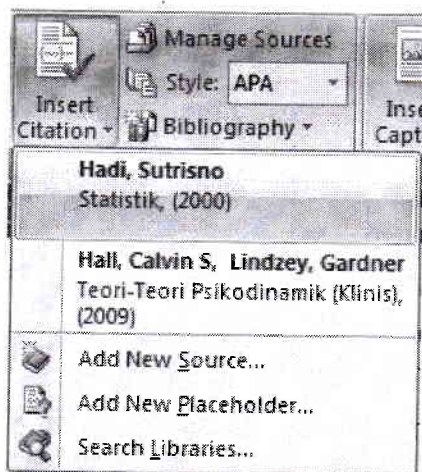 Manage Sources
Style: APA
Insert
Citation
Bibliography
Inse
Capt
Hadi, Sutrisno
Statistik, (2000)
Hall, Calvin S, Lindzey, Gardner
Teori-Teori Psikodinamik (Klinis),
(2009)
Add New Source...
Add New Placeholder...
Search Libraries...